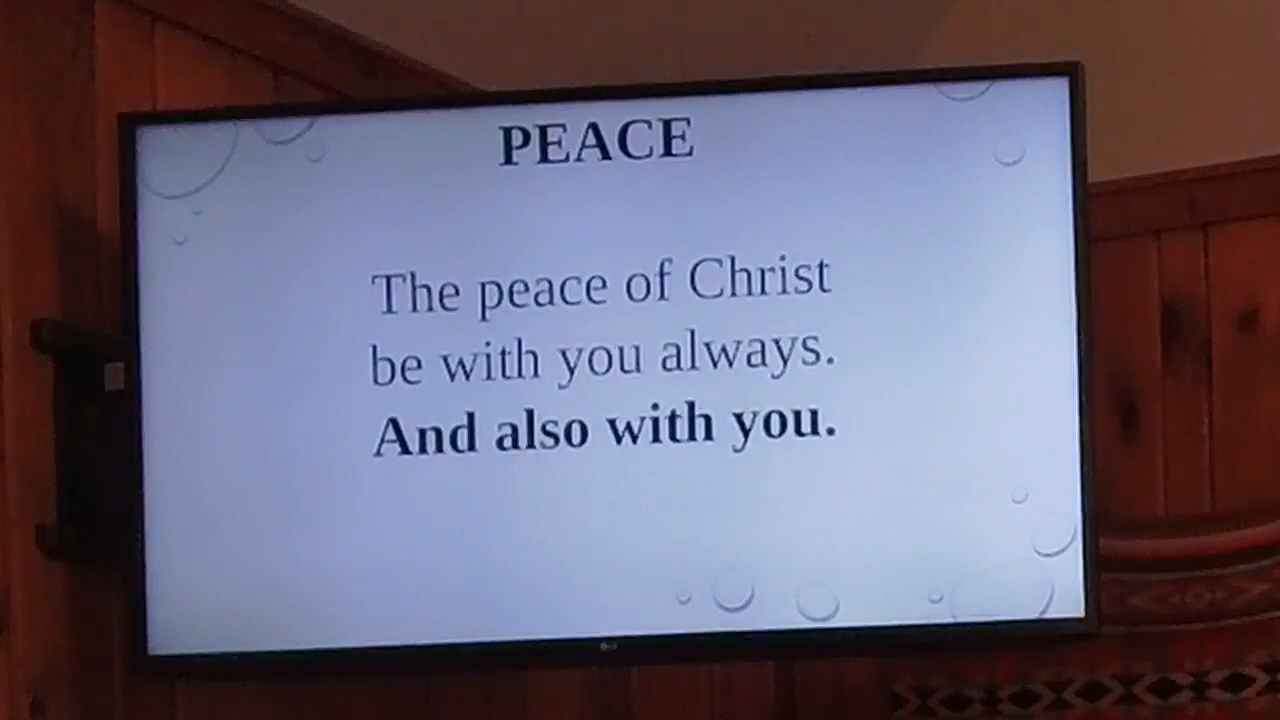 PEACE
The peace of Christ
be with you always.
And also with you.